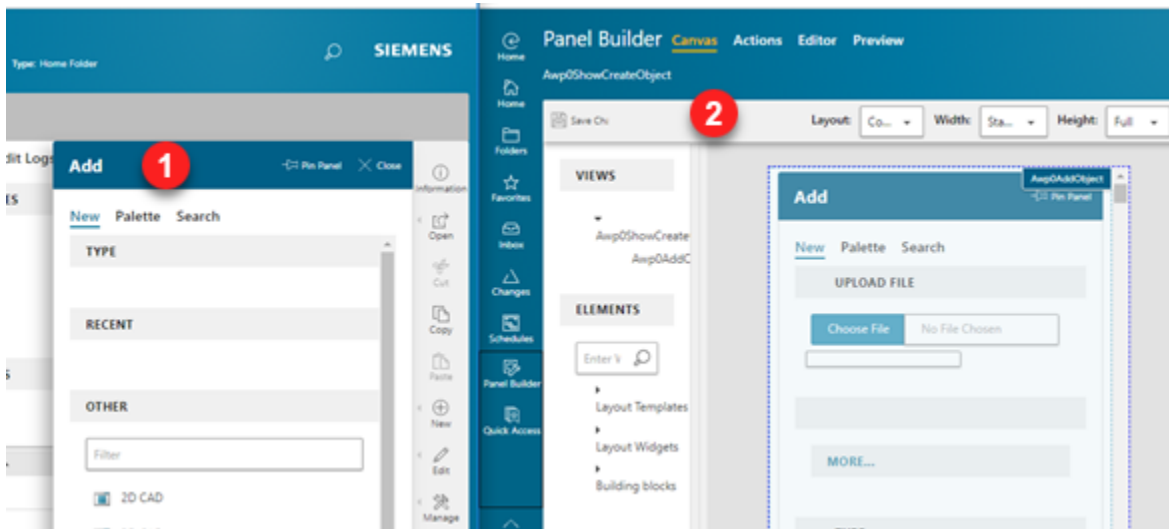 Type: Home Folder
SIEMENS
dit Logs
ES
S
1
Add
Pin Panel
Close
New
Palette
Search
TYPE
RECENT
OTHER
Filter
2D CAD
Information
Open
Cut
Copy
Paste
New
Edit
Manage
Home
Home
Folders
Favorites
Inbox
Changes
Schedules
Panel Builder
Quick Access
Panel Builder
Canvas
Actions
Editor
Preview
Awp0ShowCreateObject
2
Save Ch
Layout:
Co...
Width:
Sta...
Height:
Full
VIEWS
Awp0ShowCreate
Awp0AddC
ELEMENTS
Enter
Layout Templates
Layout Widgets
Building blocks
Awp0AddObject
Add
Pin Panel
New
Palette
Search
UPLOAD FILE
Choose File
No File Chosen
MORE...